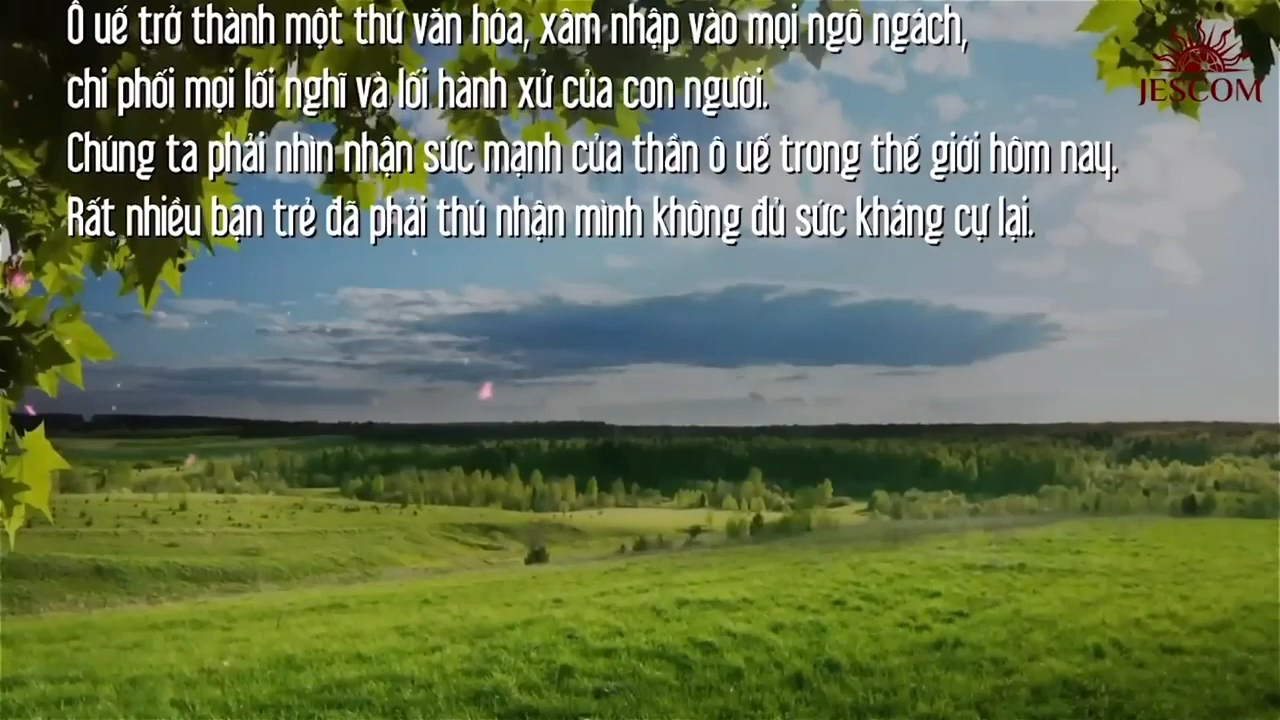 Ô uế trở thành một thứ văn hóa, xâm nhập vào mọi ngõ ngách,
chi phối mọi lối nghĩ và lối hành xử của con người.
Chúng ta phải nhìn nhận sức mạnh của thần ô uế trong thế giới hôm nay.
Rất nhiều bạn trẻ đã phải thú nhận mình không đủ sức kháng cự lại.
JESCOM